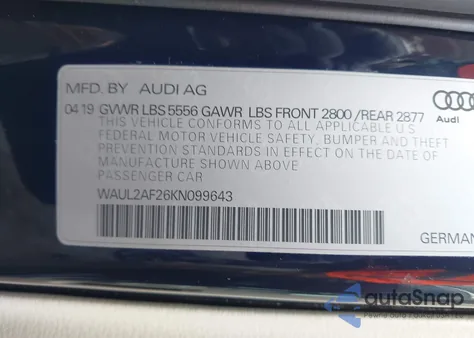 MFD. BY AUDI AG
04 19 GVWR LBS 5556 GAWR LBS FRONT 2800 / REAR 2877
Audi
THIS VEHICLE CONFORMS TO ALL APPLICABLE U.S
FEDERAL MOTOR VEHICLE SAFETY, BUMPER AND THEFT
PREVENTION STANDARDS IN EFFECT ON THE DATE OF
MANUFACTURE SHOWN ABOVE
PASSENGER CAR
WAUL2AF26KN099643
GERMAN
autoSnap